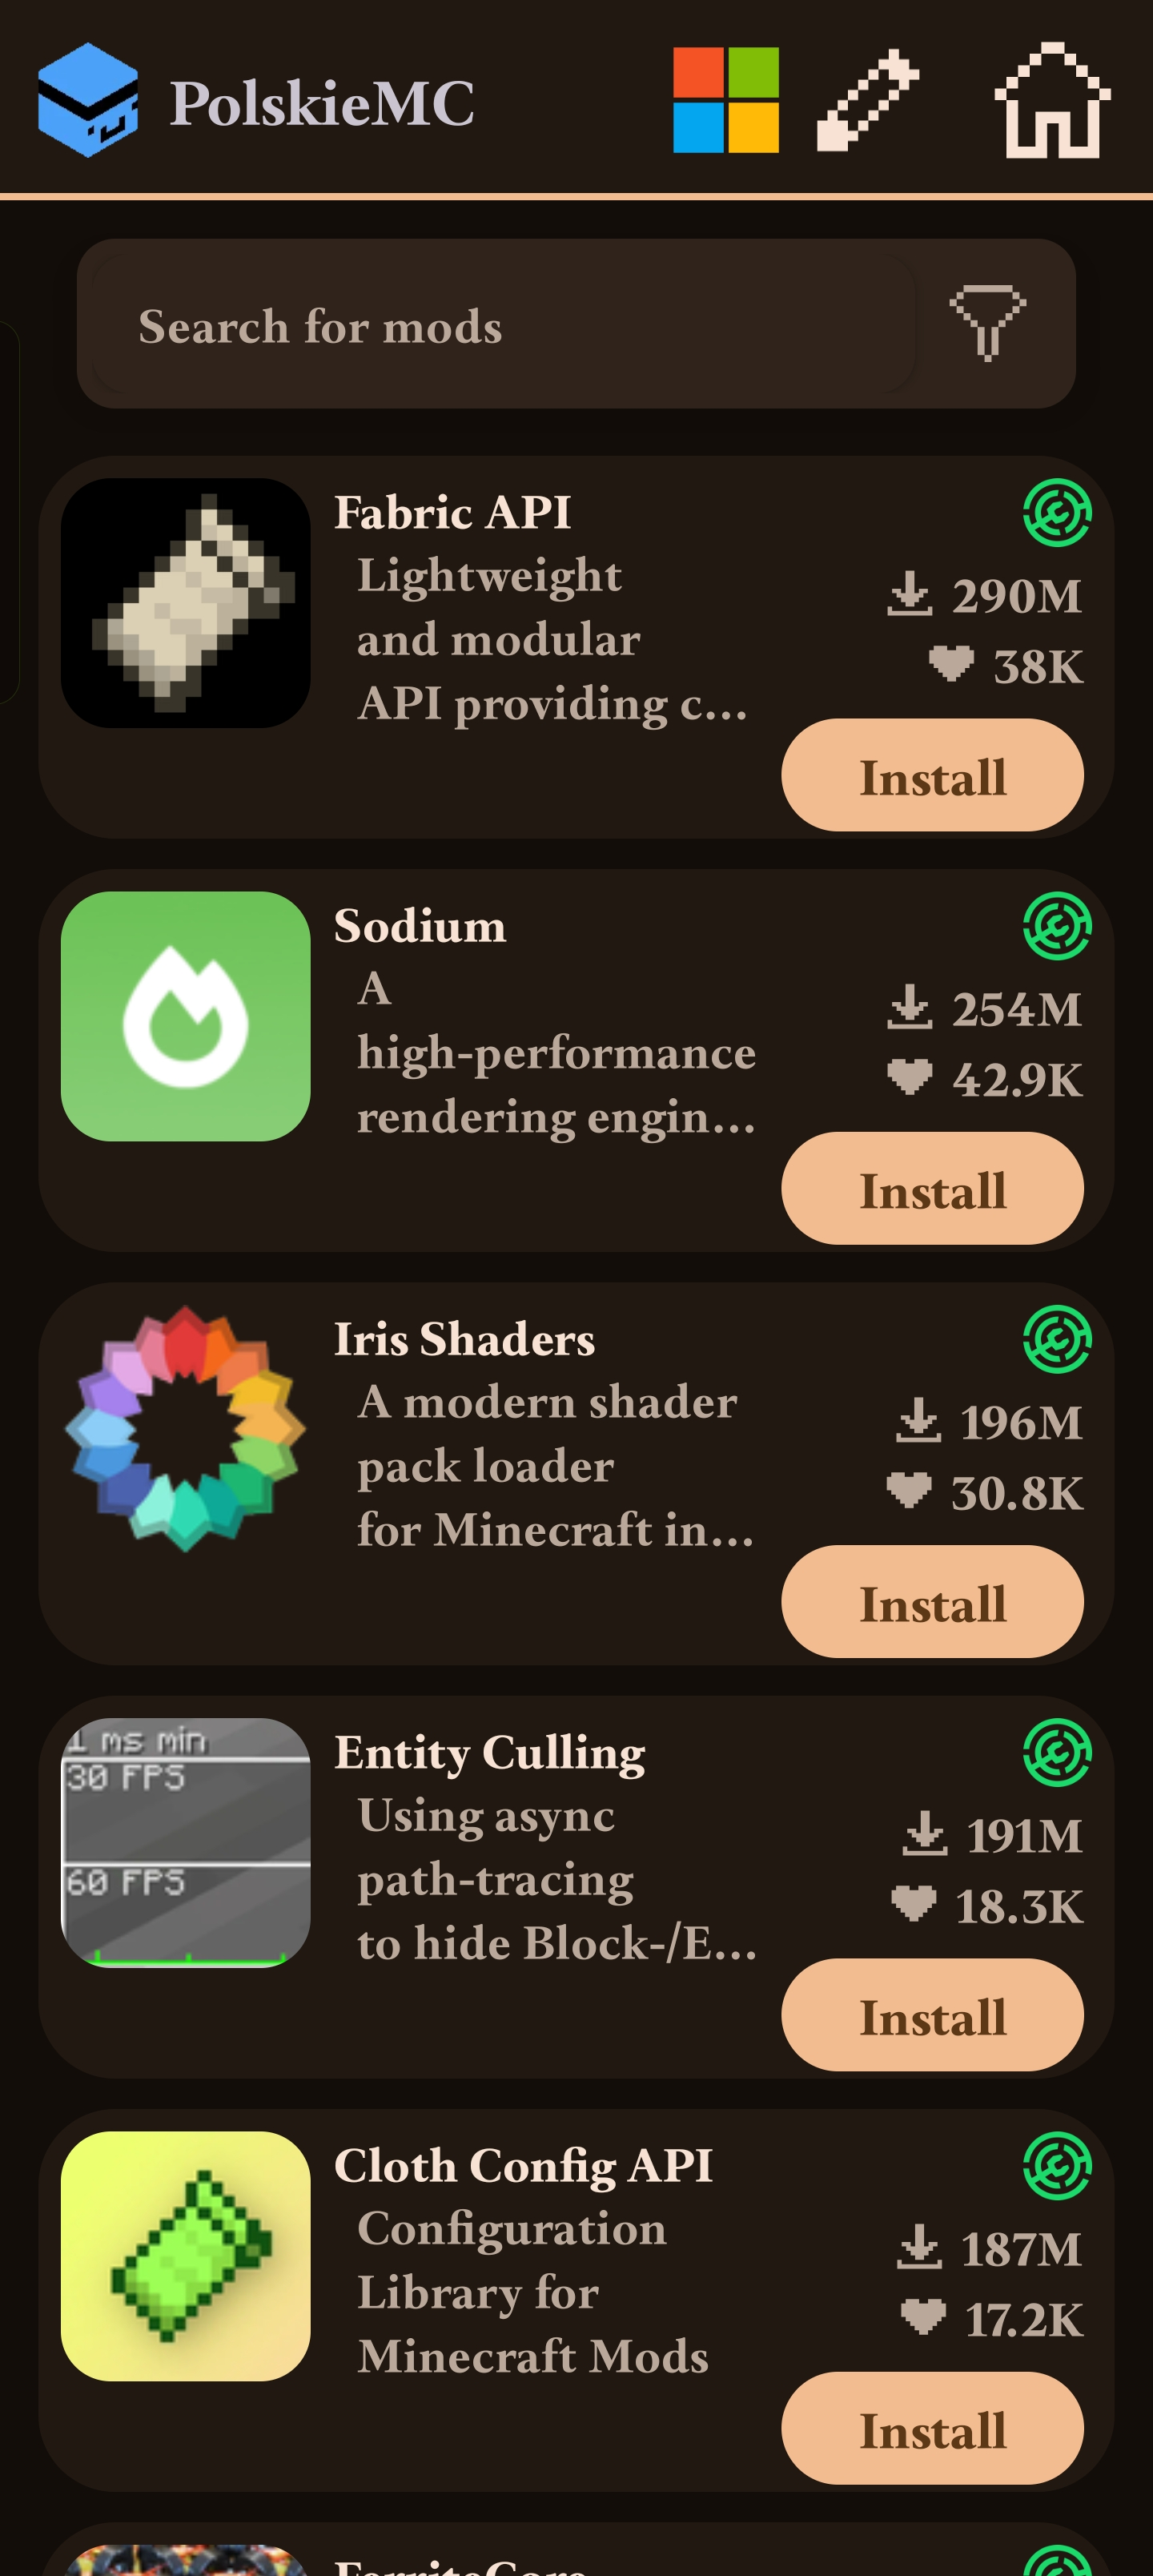 PolskieMC
Search for mods
Fabric API
Lightweight
and modular
API providing c...
290M
38K
Install
Sodium
A
high-performance
rendering engin...
254M
42.9K
Install
Iris Shaders
A modern shader
pack loader
for Minecraft in...
196M
30.8K
Install
1 ms min
30 FPS
60 FPS
Entity Culling
Using async
path-tracing
to hide Block-/E...
191M
18.3K
Install
Cloth Config API
Configuration
Library for
Minecraft Mods
187M
17.2K
Install
FerriteCore